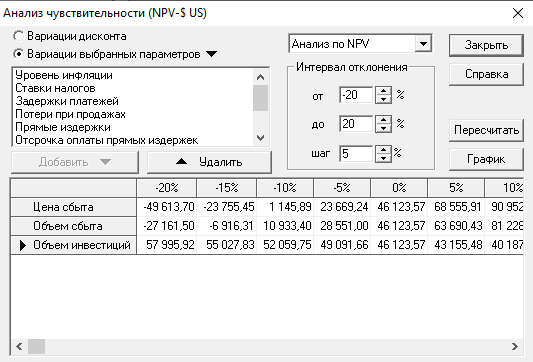 Анализ чувствительности (NPV-$ US)
Вариации дисконта
Вариации выбранных параметров
Анализ по NPV
Закрыть
Уровень инфляции
Ставки налогов
Задержки платежей
Потери при продажах
Прямые издержки
Отсрочка оплаты прямых издержек
Интервал отклонения
от -20 %
до 20 %
шаг 5 %
Справка
Пересчитать
График
Добавить
Удалить
-20% -15% -10% -5% 0% 5% 10%
Цена сбыта -49 613,70 -23 755,45 1 145,89 23 669,24 46 123,57 68 555,91 90 952
Объем сбыта -27 161,50 -6 916,31 10 933,40 28 551,00 46 123,57 63 690,43 81 228
Объем инвестиций 57 995,92 55 027,83 52 059,75 49 091,66 46 123,57 43 155,48 40 187